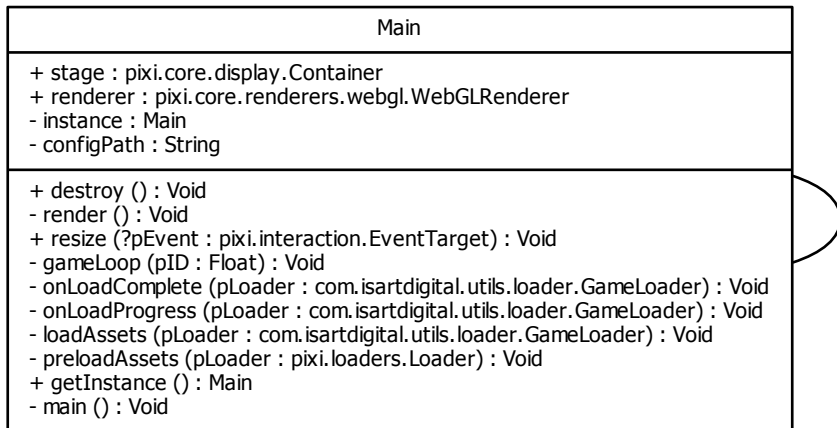 Main
+ stage : pixi.core.display.Container
+ renderer : pixi.core.renderers.webgl.WebGLRenderer
- instance : Main
- configPath : String
+ destroy () : Void
- render () : Void
+ resize (?pEvent : pixi.interaction.EventTarget) : Void
- gameLoop (pID : Float) : Void
- onLoadComplete (pLoader : com.isartdigital.utils.loader.GameLoader) : Void
- onLoadProgress (pLoader : com.isartdigital.utils.loader.GameLoader) : Void
- loadAssets (pLoader : com.isartdigital.utils.loader.GameLoader) : Void
- preloadAssets (pLoader : pixi.loaders.Loader) : Void
+ getInstance () : Main
- main () : Void